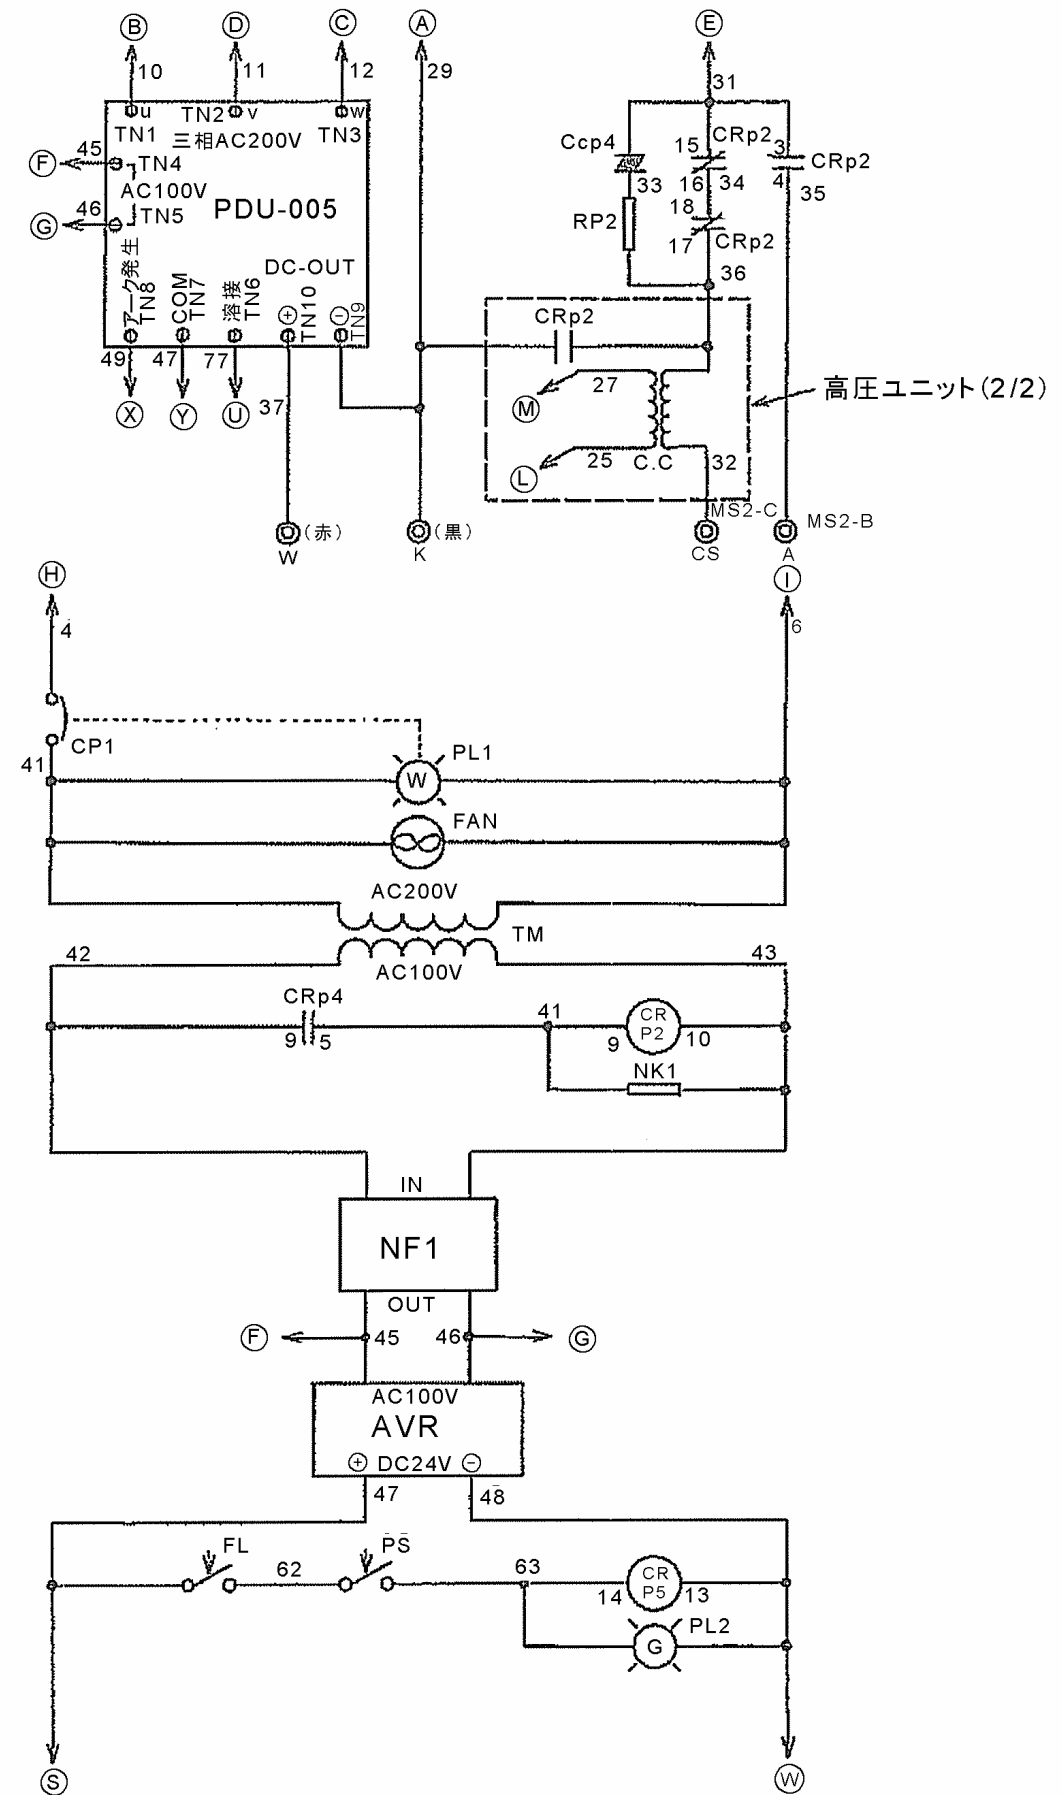 B D C A E
10 11 12 29 31
u TN2 v w
TN1 TN3
三相AC200V
45 TN4
F
AC100V
46 TN5
G
PDU-005
DC-OUT
アーク発生 TN8
COM TN7
溶接 TN6
⊕ TN10
⊖ TN9
49 47 77
X Y U
37
Ccp4 15 CRp2 3 CRp2
33 16 34 4 35
RP2 18
17 CRp2
36
CRp2
27
M
高圧ユニット(2/2)
25 C.C 32
L
MS2-C MS2-B
(赤) (黒)
W K CS A
H I
4 6
CP1
41 PL1
W
FAN
AC200V
TM
42 43
AC100V
CRp4 41 CR P2
9 5 9 10
NK1
IN
NF1
OUT
F 45 46 G
AC100V
AVR
⊕ DC24V ⊖
47 48
FL PS
62 63 CR P5
14 13
PL2
G
S W